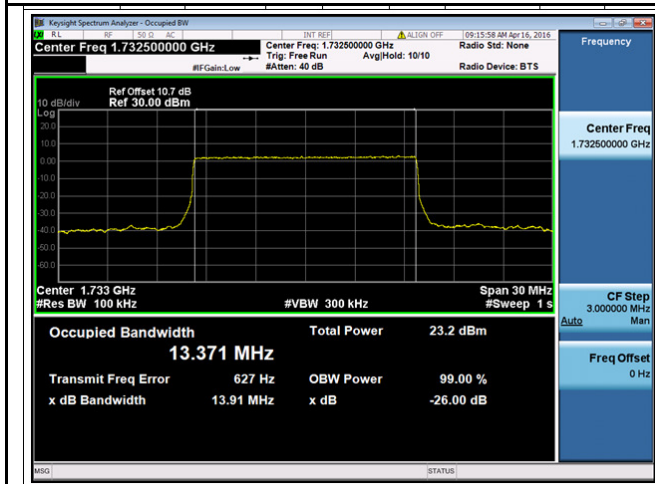 Keysight Spectrum Analyzer - Occupied BW
RL RF 50 Ω AC INT REF ALIGN OFF 09:15:58 AM Apr 16, 2016
Center Freq 1.732500000 GHz
Center Freq: 1.732500000 GHz Radio Std: None
Trig: Free Run Avg|Hold: 10/10
#IFGain:Low #Atten: 40 dB Radio Device: BTS
Frequency
Ref Offset 10.7 dB
10 dB/div Ref 30.00 dBm
Log
20.0
10.0
0.00
-10.0
-20.0
-30.0
-40.0
-50.0
-60.0
Center 1.733 GHz Span 30 MHz
#Res BW 100 kHz #VBW 300 kHz #Sweep 1 s
Occupied Bandwidth Total Power 23.2 dBm
13.371 MHz
Transmit Freq Error 627 Hz OBW Power 99.00 %
x dB Bandwidth 13.91 MHz x dB -26.00 dB
Center Freq
1.732500000 GHz
CF Step
3.000000 MHz
Auto Man
Freq Offset
0 Hz
MSG STATUS